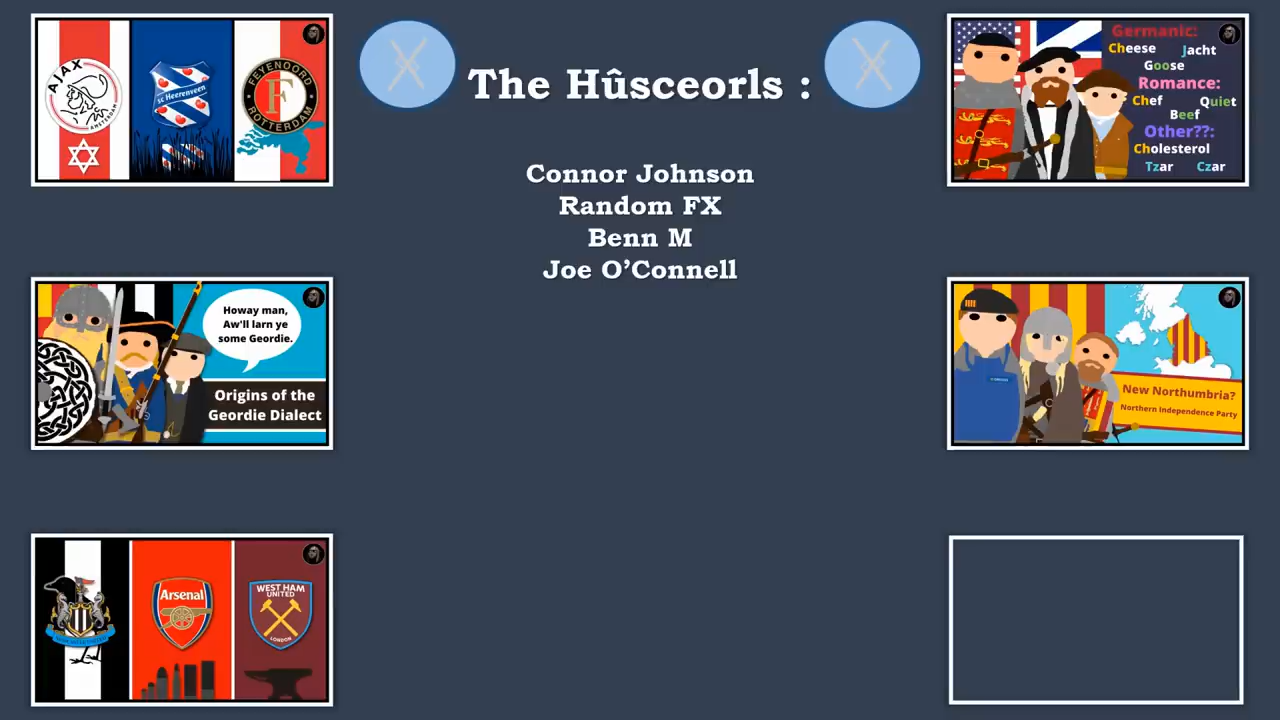 The Hûsceorls :
Connor Johnson
Random FX
Benn M
Joe O'Connell
AJAX
AMSTERDAM
sc Heerenveen
FEYENOORD
F
ROTTERDAM
Germanic:
Cheese Jacht
Goose
Romance:
Chef Quiet
Beef
Other??:
Cholesterol
Tzar Czar
Howay man,
Aw'll larn ye
some Geordie.
Origins of the
Geordie Dialect
New Northumbria?
Northern Independence Party
Arsenal
WEST HAM
UNITED
LONDON